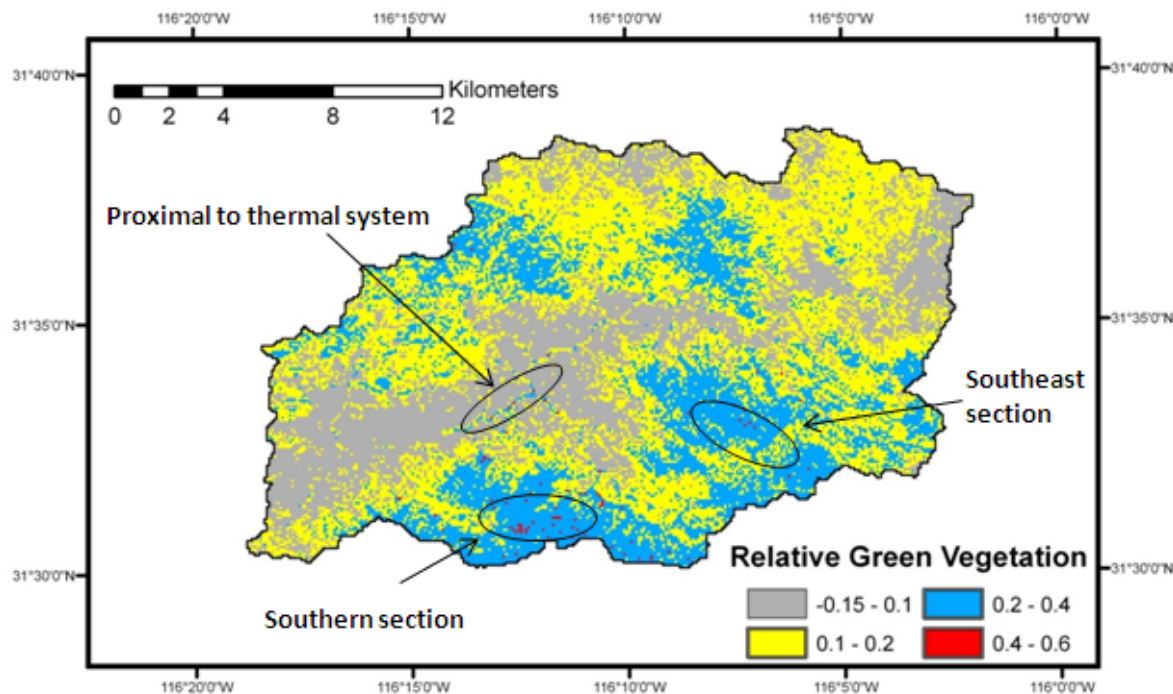 116°20'0"W 116°15'0"W 116°10'0"W 116°5'0"W 116°0'0"W
31°40'0"N 31°40'0"N
Kilometers
0 2 4 8 12
Proximal to thermal system
31°35'0"N 31°35'0"N
Southeast
section
Relative Green Vegetation
31°30'0"N 31°30'0"N
-0.15 - 0.1 0.2 - 0.4
Southern section
0.1 - 0.2 0.4 - 0.6
116°20'0"W 116°15'0"W 116°10'0"W 116°5'0"W 116°0'0"W